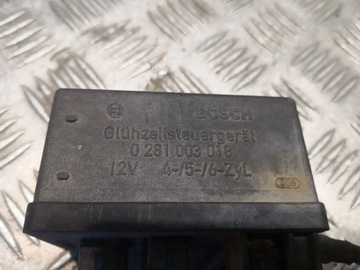 BOSCH
Glühzeitsteuergerät
0 281 003 018
12V 4-/5-/6-Zyl.